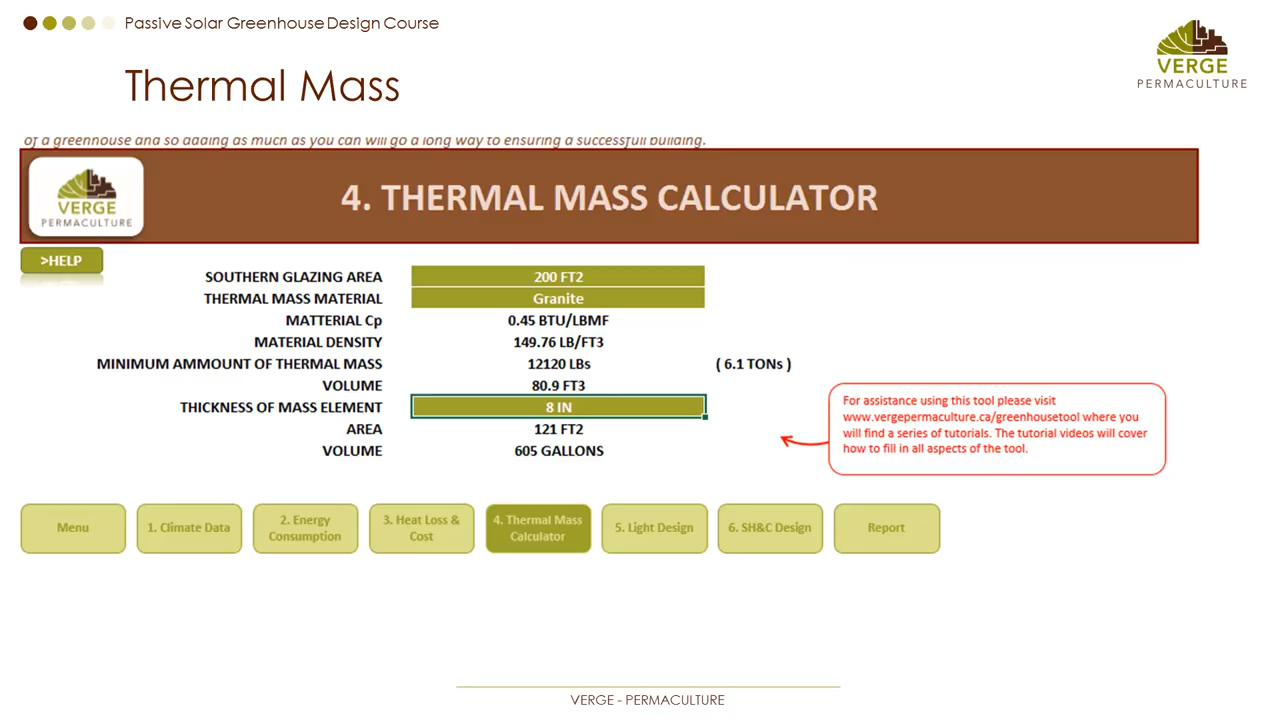 Passive Solar Greenhouse Design Course
VERGE
PERMACULTURE
Thermal Mass
of a greenhouse and so adding as much as you can will go a long way to ensuring a successfull building.
VERGE
PERMACULTURE
4. THERMAL MASS CALCULATOR
>HELP
SOUTHERN GLAZING AREA 200 FT2
THERMAL MASS MATERIAL Granite
MATTERIAL Cp 0.45 BTU/LBMF
MATERIAL DENSITY 149.76 LB/FT3
MINIMUM AMMOUNT OF THERMAL MASS 12120 LBs ( 6.1 TONs )
VOLUME 80.9 FT3
THICKNESS OF MASS ELEMENT 8 IN
AREA 121 FT2
VOLUME 605 GALLONS
For assistance using this tool please visit
www.vergepermaculture.ca/greenhousetool where you
will find a series of tutorials. The tutorial videos will cover
how to fill in all aspects of the tool.
Menu
1. Climate Data
2. Energy
Consumption
3. Heat Loss &
Cost
4. Thermal Mass
Calculator
5. Light Design
6. SH&C Design
Report
VERGE - PERMACULTURE